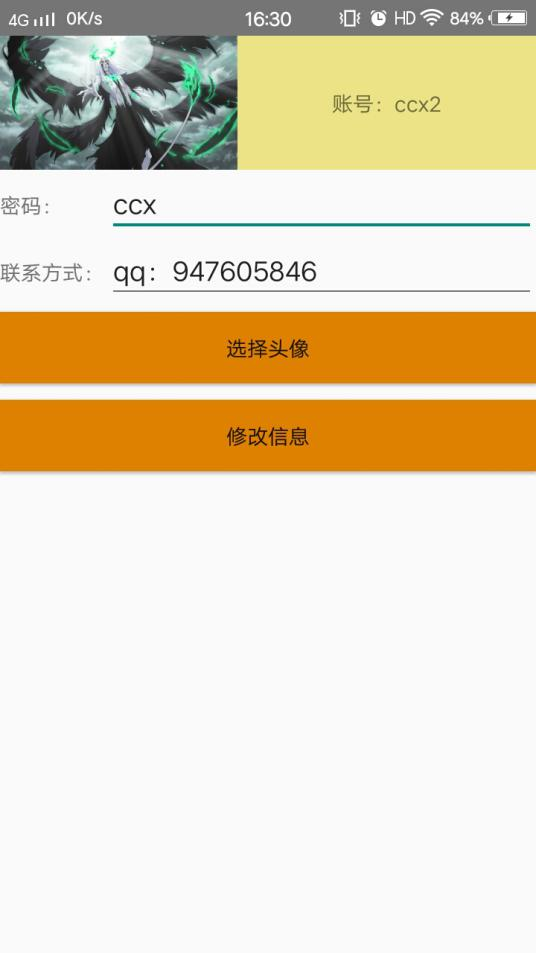 4G 0K/s 16:30 HD 84%
账号：ccx2
密码： ccx
联系方式： qq：947605846
选择头像
修改信息